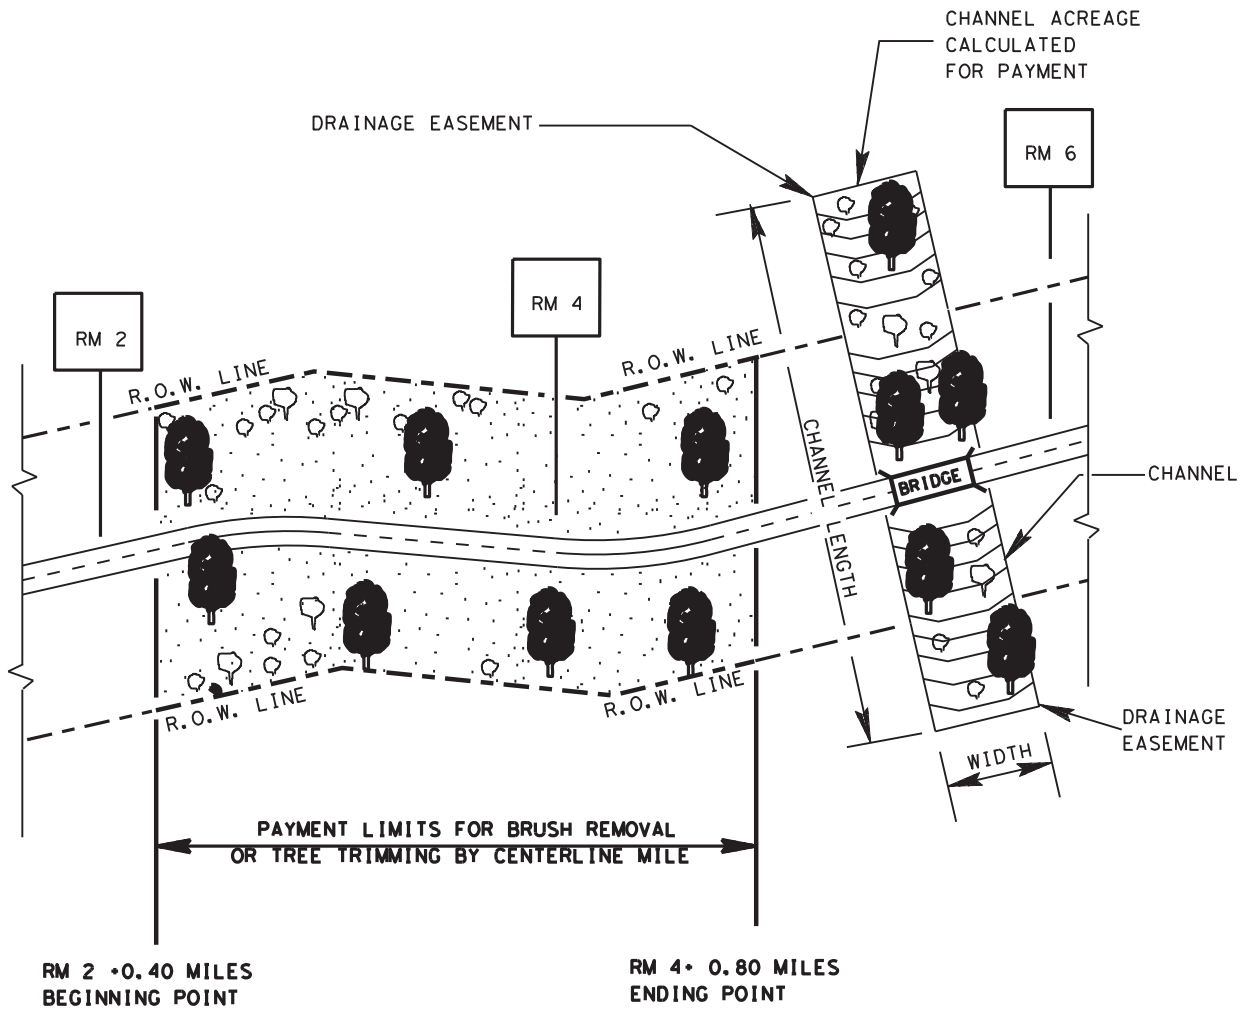 CHANNEL ACREAGE
CALCULATED
FOR PAYMENT
DRAINAGE EASEMENT
RM 6
RM 4
RM 2
R.O.W. LINE
R.O.W. LINE
CHANNEL LENGTH
BRIDGE
CHANNEL
R.O.W. LINE
R.O.W. LINE
DRAINAGE
EASEMENT
WIDTH
PAYMENT LIMITS FOR BRUSH REMOVAL
OR TREE TRIMMING BY CENTERLINE MILE
RM 2 +0.40 MILES
BEGINNING POINT
RM 4+ 0.80 MILES
ENDING POINT